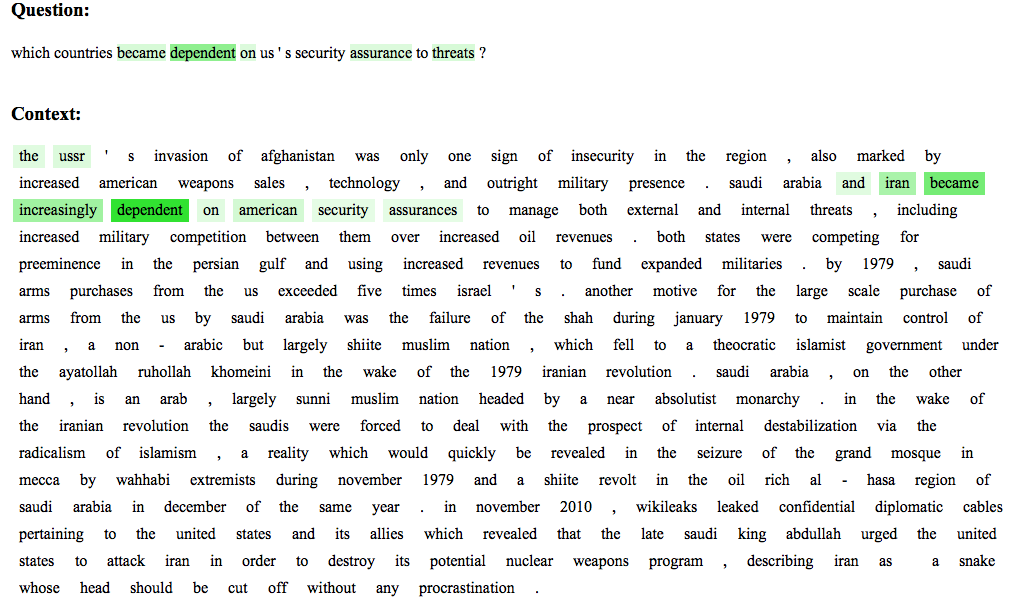 Question:
which countries became dependent on us ' s security assurance to threats ?
Context:
the ussr ' s invasion of afghanistan was only one sign of insecurity in the region , also marked by
increased american weapons sales , technology , and outright military presence . saudi arabia and iran became
increasingly dependent on american security assurances to manage both external and internal threats , including
increased military competition between them over increased oil revenues . both states were competing for
preeminence in the persian gulf and using increased revenues to fund expanded militaries . by 1979 , saudi
arms purchases from the us exceeded five times israel ' s . another motive for the large scale purchase of
arms from the us by saudi arabia was the failure of the shah during january 1979 to maintain control of
iran , a non - arabic but largely shiite muslim nation , which fell to a theocratic islamist government under
the ayatollah ruhollah khomeini in the wake of the 1979 iranian revolution . saudi arabia , on the other
hand , is an arab , largely sunni muslim nation headed by a near absolutist monarchy . in the wake of
the iranian revolution the saudis were forced to deal with the prospect of internal destabilization via the
radicalism of islamism , a reality which would quickly be revealed in the seizure of the grand mosque in
mecca by wahhabi extremists during november 1979 and a shiite revolt in the oil rich al - hasa region of
saudi arabia in december of the same year . in november 2010 , wikileaks leaked confidential diplomatic cables
pertaining to the united states and its allies which revealed that the late saudi king abdullah urged the united
states to attack iran in order to destroy its potential nuclear weapons program , describing iran as a snake
whose head should be cut off without any procrastination .